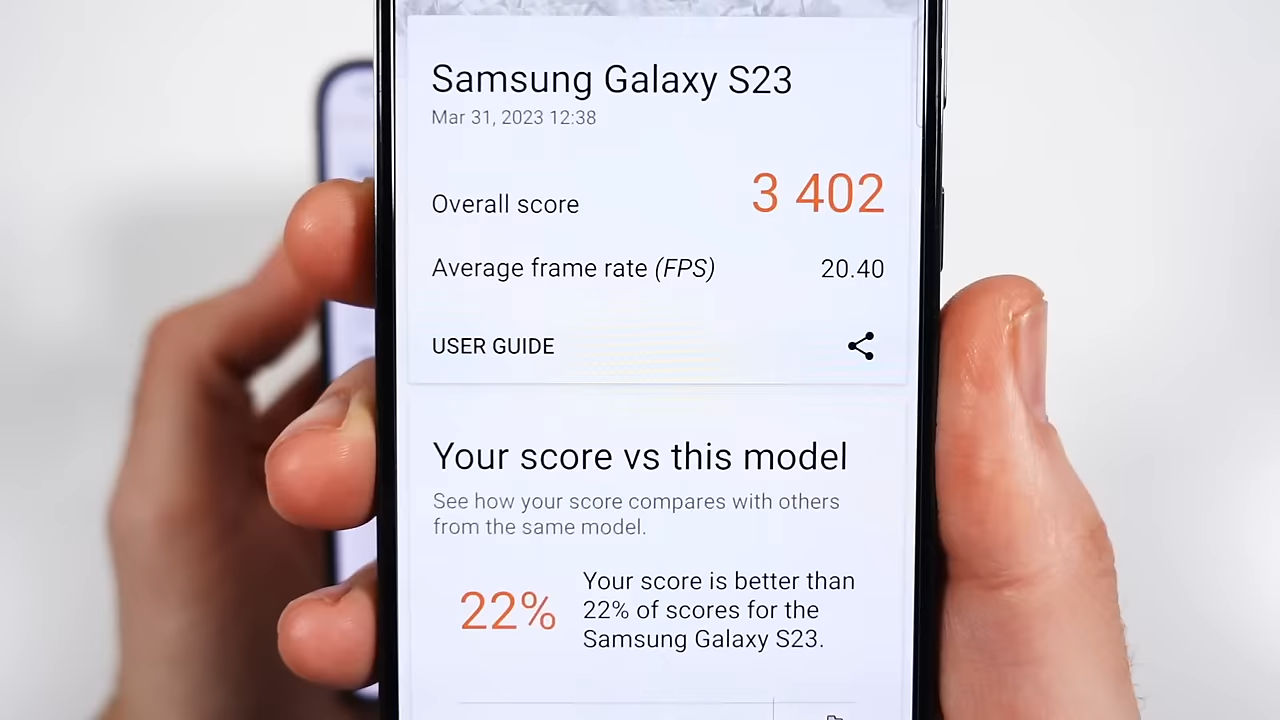 Samsung Galaxy S23
Mar 31, 2023 12:38
Overall score 3 402
Average frame rate (FPS) 20.40
USER GUIDE
Your score vs this model
See how your score compares with others
from the same model.
22%
Your score is better than
22% of scores for the
Samsung Galaxy S23.